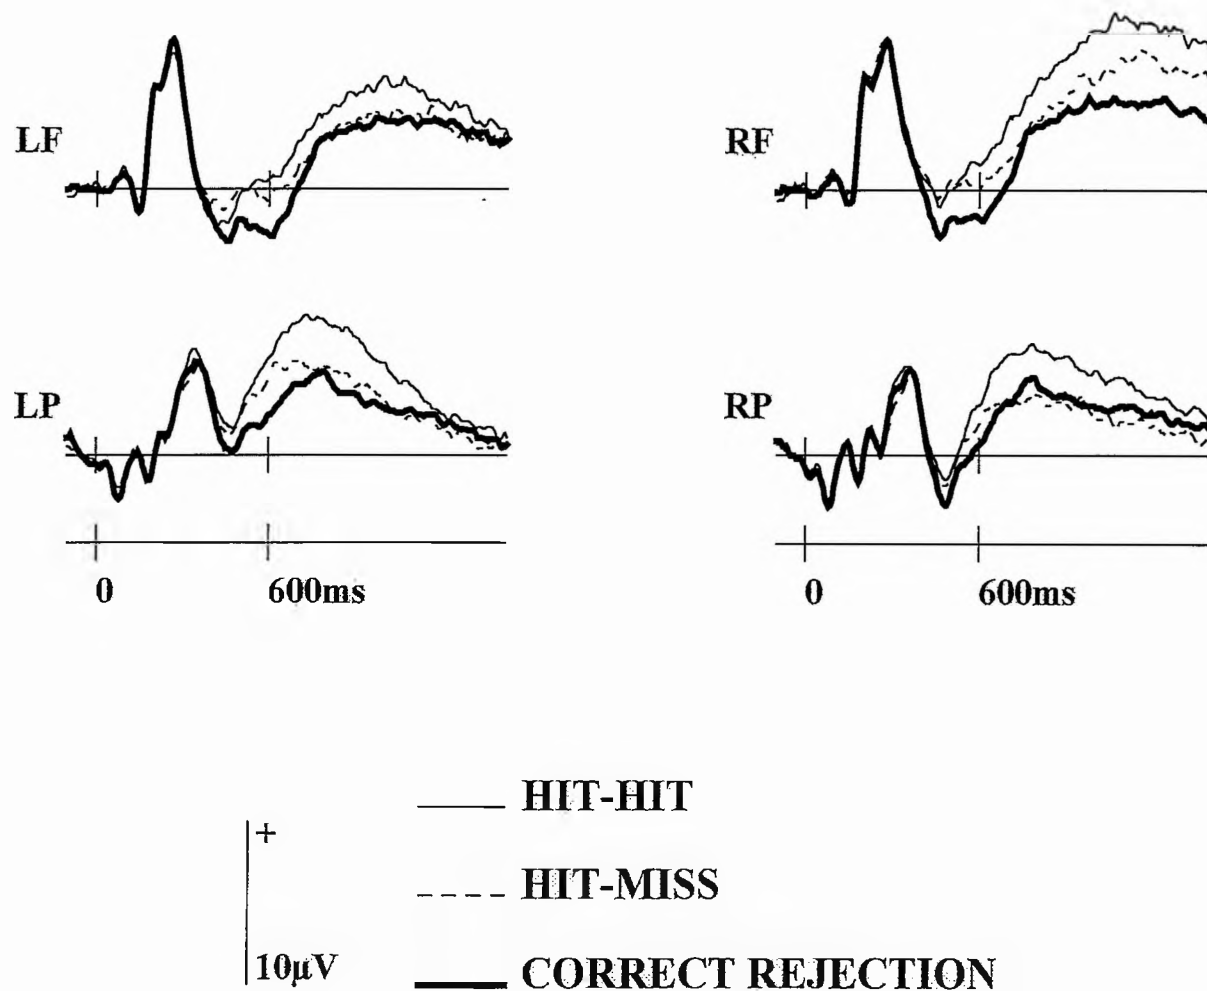 LF
RF
LP
RP
0 600ms
0 600ms
HIT-HIT
+
HIT-MISS
10µV
CORRECT REJECTION